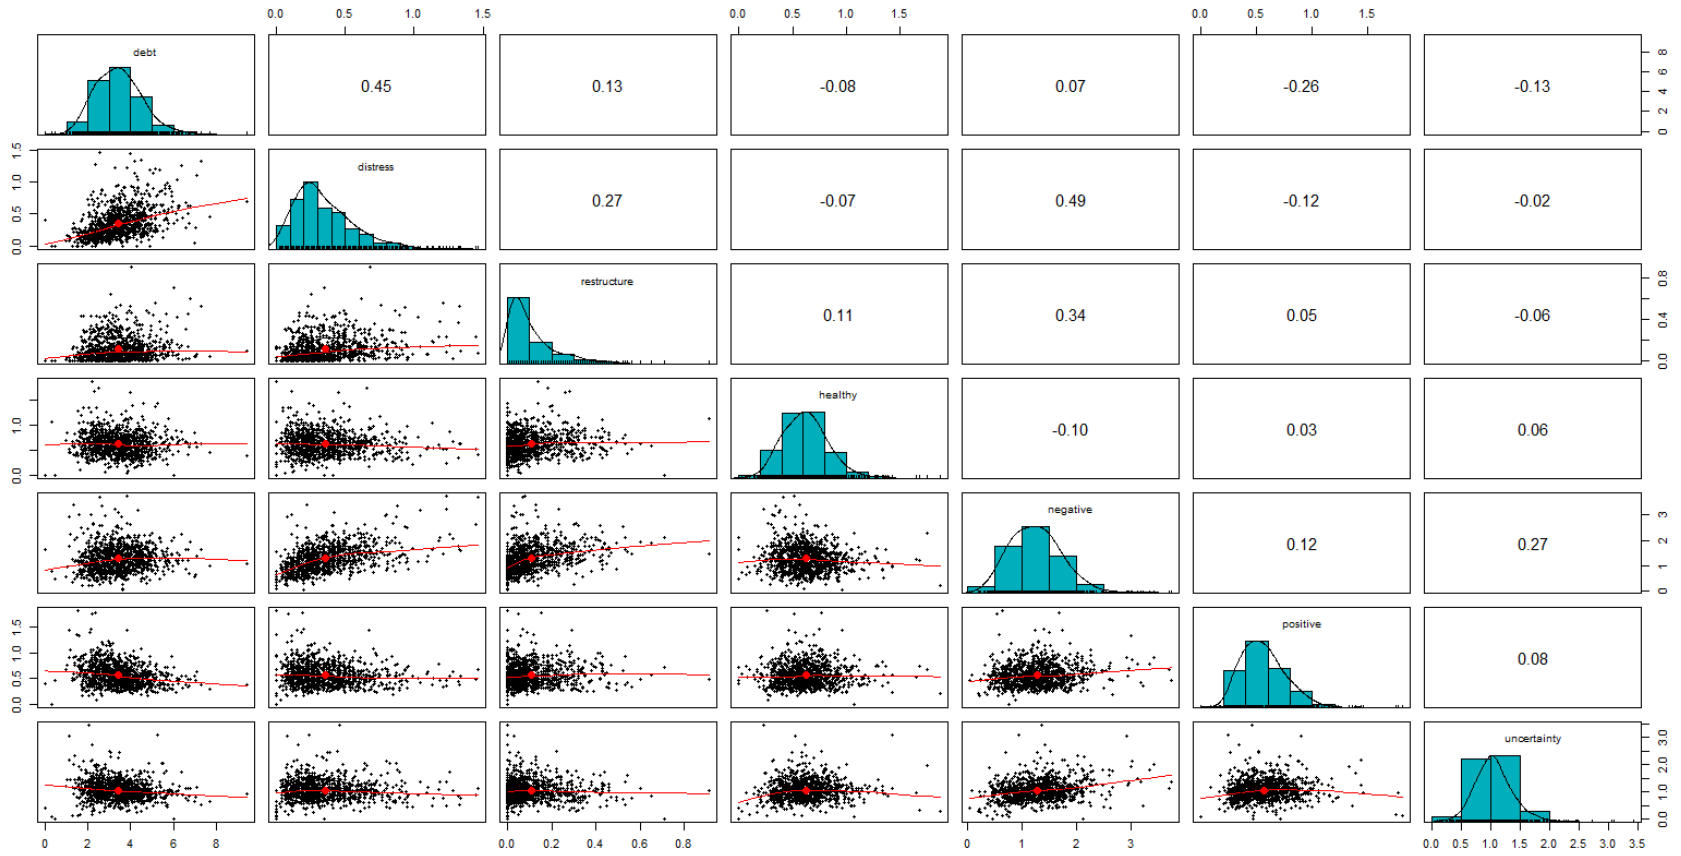 0.0 0.5 1.0 1.5 0.0 0.5 1.0 1.5 0.0 0.5 1.0 1.5
debt 0.45 0.13 -0.08 0.07 -0.26 -0.13
0 2 4 6 8
0.0 0.5 1.0 1.5
distress 0.27 -0.07 0.49 -0.12 -0.02
restructure 0.11 0.34 0.05 -0.06
0.0 0.4 0.8
0.0 1.0
healthy -0.10 0.03 0.06
negative 0.12 0.27
0 1 2 3
0.0 0.5 1.0 1.5
positive 0.08
uncertainty
0.0 1.0 2.0 3.0
0 2 4 6 8 0.0 0.2 0.4 0.6 0.8 0 1 2 3 0.0 0.5 1.0 1.5 2.0 2.5 3.0 3.5